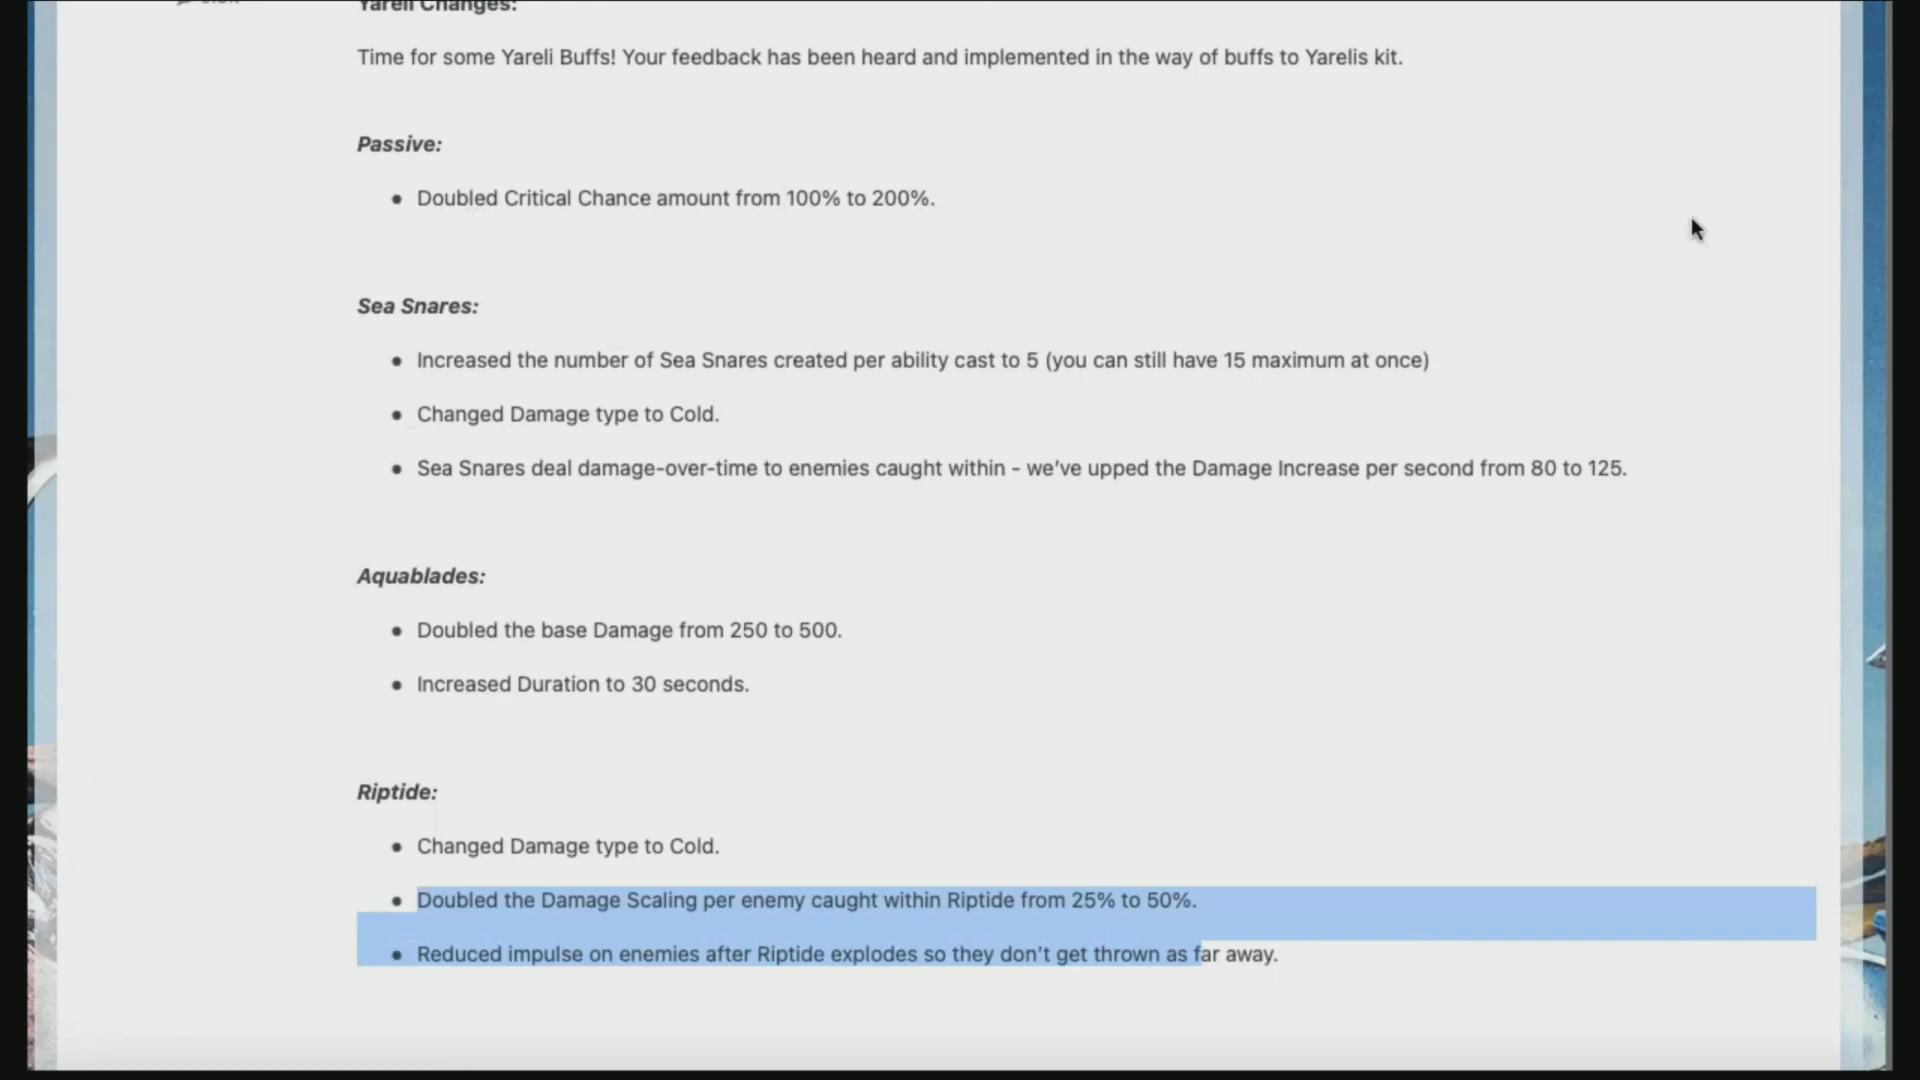 Yareli Changes:
Time for some Yareli Buffs! Your feedback has been heard and implemented in the way of buffs to Yarelis kit.
Passive:
Doubled Critical Chance amount from 100% to 200%.
Sea Snares:
Increased the number of Sea Snares created per ability cast to 5 (you can still have 15 maximum at once)
Changed Damage type to Cold.
Sea Snares deal damage-over-time to enemies caught within - we’ve upped the Damage Increase per second from 80 to 125.
Aquablades:
Doubled the base Damage from 250 to 500.
Increased Duration to 30 seconds.
Riptide:
Changed Damage type to Cold.
Doubled the Damage Scaling per enemy caught within Riptide from 25% to 50%.
Reduced impulse on enemies after Riptide explodes so they don’t get thrown as far away.